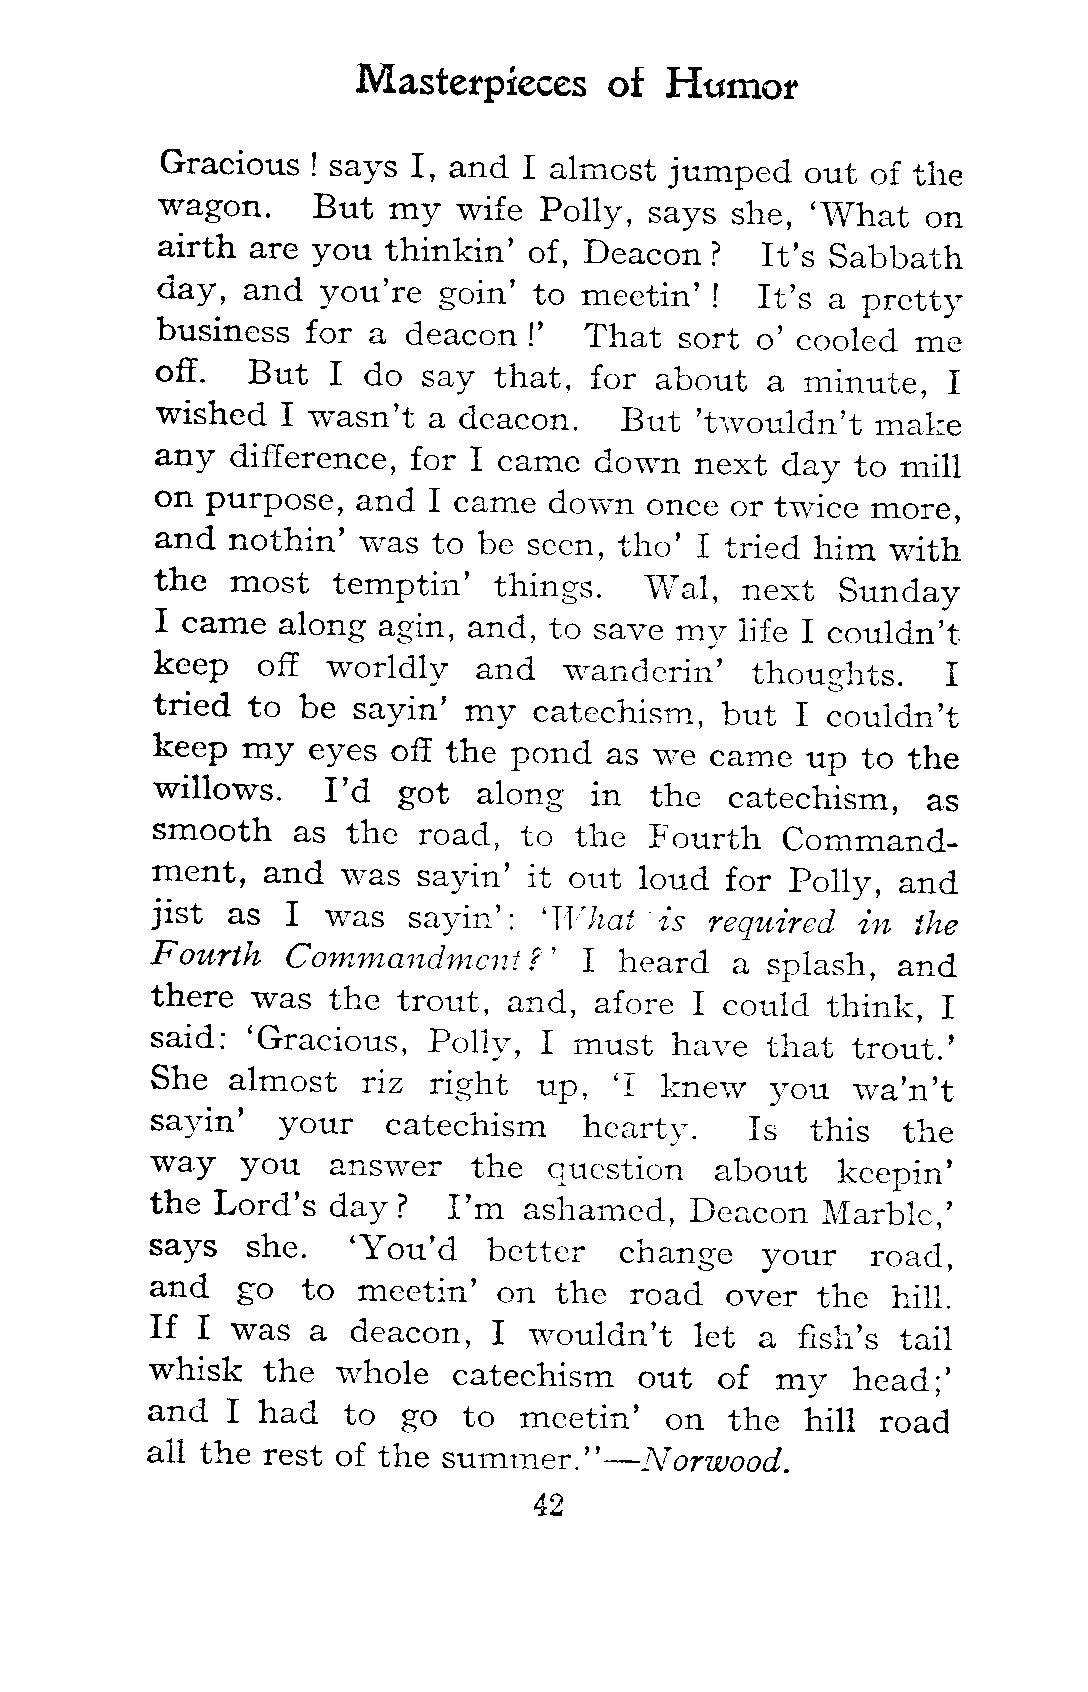 Masterpieces of Humor
Gracious! says I, and I almost jumped out of the
wagon. But my wife Polly, says she, ‘What on
airth are you thinkin’ of, Deacon? It’s Sabbath
day, and you’re goin’ to meetin’! It’s a pretty
business for a deacon!’ That sort o’ cooled me
off. But I do say that, for about a minute, I
wished I wasn’t a deacon. But ’twouldn’t make
any difference, for I came down next day to mill
on purpose, and I came down once or twice more,
and nothin’ was to be seen, tho’ I tried him with
the most temptin’ things. Wal, next Sunday
I came along agin, and, to save my life I couldn’t
keep off worldly and wanderin’ thoughts. I
tried to be sayin’ my catechism, but I couldn’t
keep my eyes off the pond as we came up to the
willows. I’d got along in the catechism, as
smooth as the road, to the Fourth Command-
ment, and was sayin’ it out loud for Polly, and
jist as I was sayin’: ‘What is required in the
Fourth Commandment?’ I heard a splash, and
there was the trout, and, afore I could think, I
said: ‘Gracious, Polly, I must have that trout.’
She almost riz right up, ‘I knew you wa’n’t
sayin’ your catechism hearty. Is this the
way you answer the question about keepin’
the Lord’s day? I’m ashamed, Deacon Marble,’
says she. ‘You’d better change your road,
and go to meetin’ on the road over the hill.
If I was a deacon, I wouldn’t let a fish’s tail
whisk the whole catechism out of my head;’
and I had to go to meetin’ on the hill road
all the rest of the summer.”—Norwood.
42